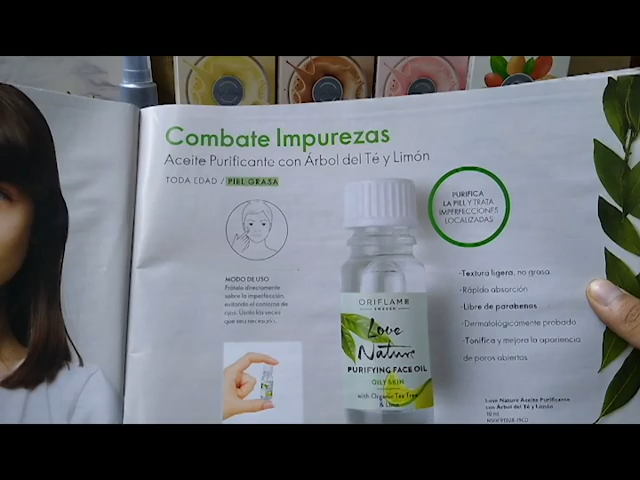 Combate Impurezas
Aceite Purificante con Árbol del Té y Limón
TODA EDAD / PIEL GRASA
PURIFICA
LA PIEL Y TRATA
IMPERFECCIONES
LOCALIZADAS
MODO DE USO
Frótelo directamente
sobre la imperfección,
evitando el contorno de
ojos. Úselo las veces
que sea necesario.
-Textura ligera, no grasa
-Rápida absorción
-Libre de parabenos
-Dermatológicamente probado
-Tonifica y mejora la apariencia
de poros abiertos
ORIFLAME
SWEDEN
Love
Nature
PURIFYING FACE OIL
OILY SKIN
with Organic Tea Tree
& Lime
Love Nature Aceite Purificante
con Árbol del Té y Limón
10 ml